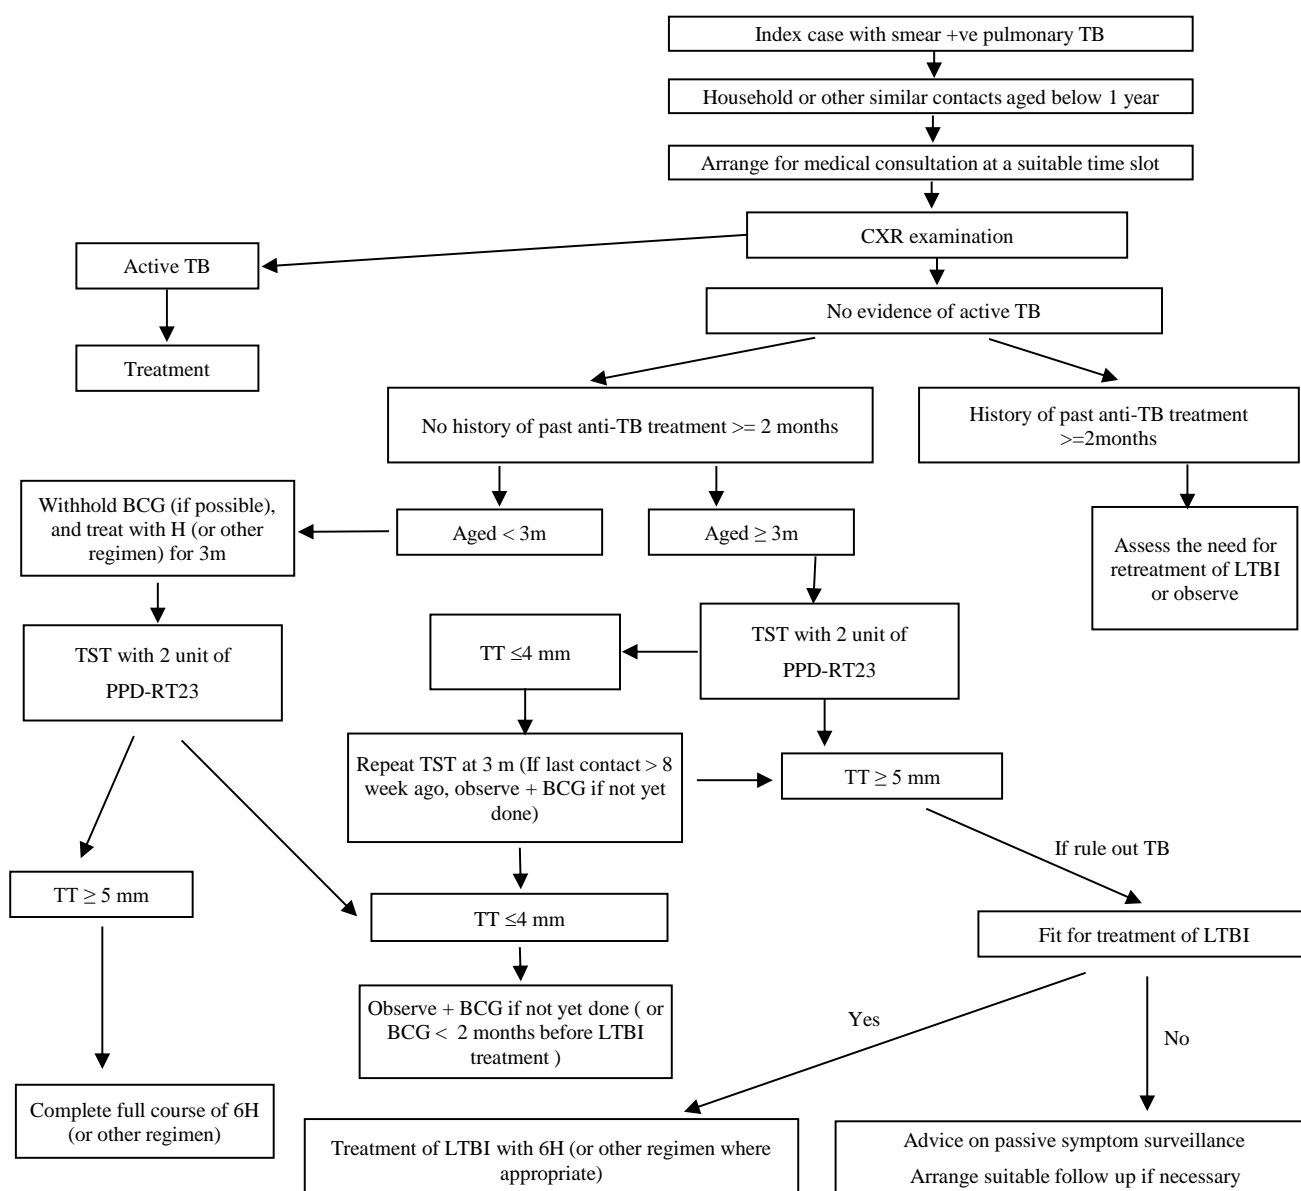 Index case with smear +ve pulmonary TB
Household or other similar contacts aged below 1 year
Arrange for medical consultation at a suitable time slot
CXR examination
Active TB
No evidence of active TB
Treatment
No history of past anti-TB treatment >= 2 months
History of past anti-TB treatment
>=2months
Withhold BCG (if possible),
and treat with H (or other
regimen) for 3m
Aged < 3m
Aged ≥ 3m
Assess the need for
retreatment of LTBI
or observe
TST with 2 unit of
PPD-RT23
TT ≤4 mm
TST with 2 unit of
PPD-RT23
Repeat TST at 3 m (If last contact > 8
week ago, observe + BCG if not yet
done)
TT ≥ 5 mm
If rule out TB
TT ≥ 5 mm
TT ≤4 mm
Fit for treatment of LTBI
Observe + BCG if not yet done ( or
BCG < 2 months before LTBI
treatment )
Yes
No
Complete full course of 6H
(or other regimen)
Treatment of LTBI with 6H (or other regimen where
appropriate)
Advice on passive symptom surveillance
Arrange suitable follow up if necessary